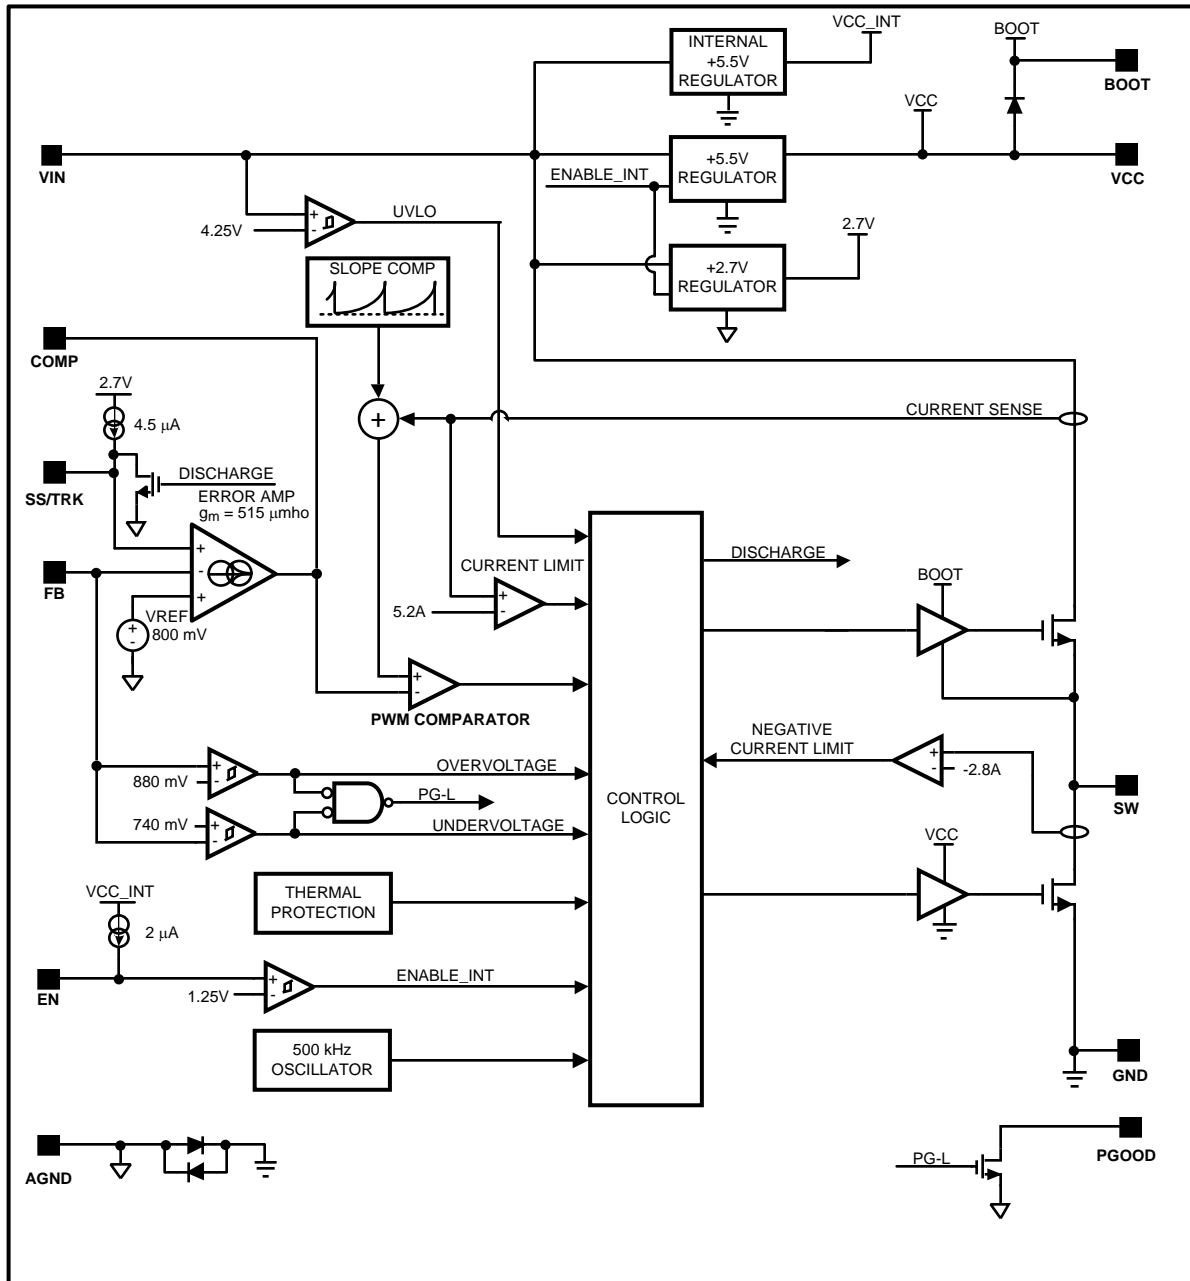 VCC_INT
BOOT
INTERNAL
+5.5V
REGULATOR
BOOT
VCC
VIN
+5.5V
REGULATOR
VCC
ENABLE_INT
4.25V
+
-
UVLO
2.7V
+2.7V
REGULATOR
SLOPE COMP
COMP
2.7V
4.5 µA
+
CURRENT SENSE
SS/TRK
DISCHARGE
ERROR AMP
gm = 515 µmho
+
-
+
FB
VREF
800 mV
+
-
CURRENT LIMIT
5.2A
+
-
DISCHARGE
BOOT
+
-
PWM COMPARATOR
NEGATIVE
CURRENT LIMIT
+
-
-2.8A
SW
880 mV
+
-
OVERVOLTAGE
PG-L
740 mV
+
-
UNDERVOLTAGE
CONTROL
LOGIC
VCC
THERMAL
PROTECTION
VCC_INT
2 µA
EN
1.25V
+
-
ENABLE_INT
500 kHz
OSCILLATOR
GND
AGND
PG-L
PGOOD